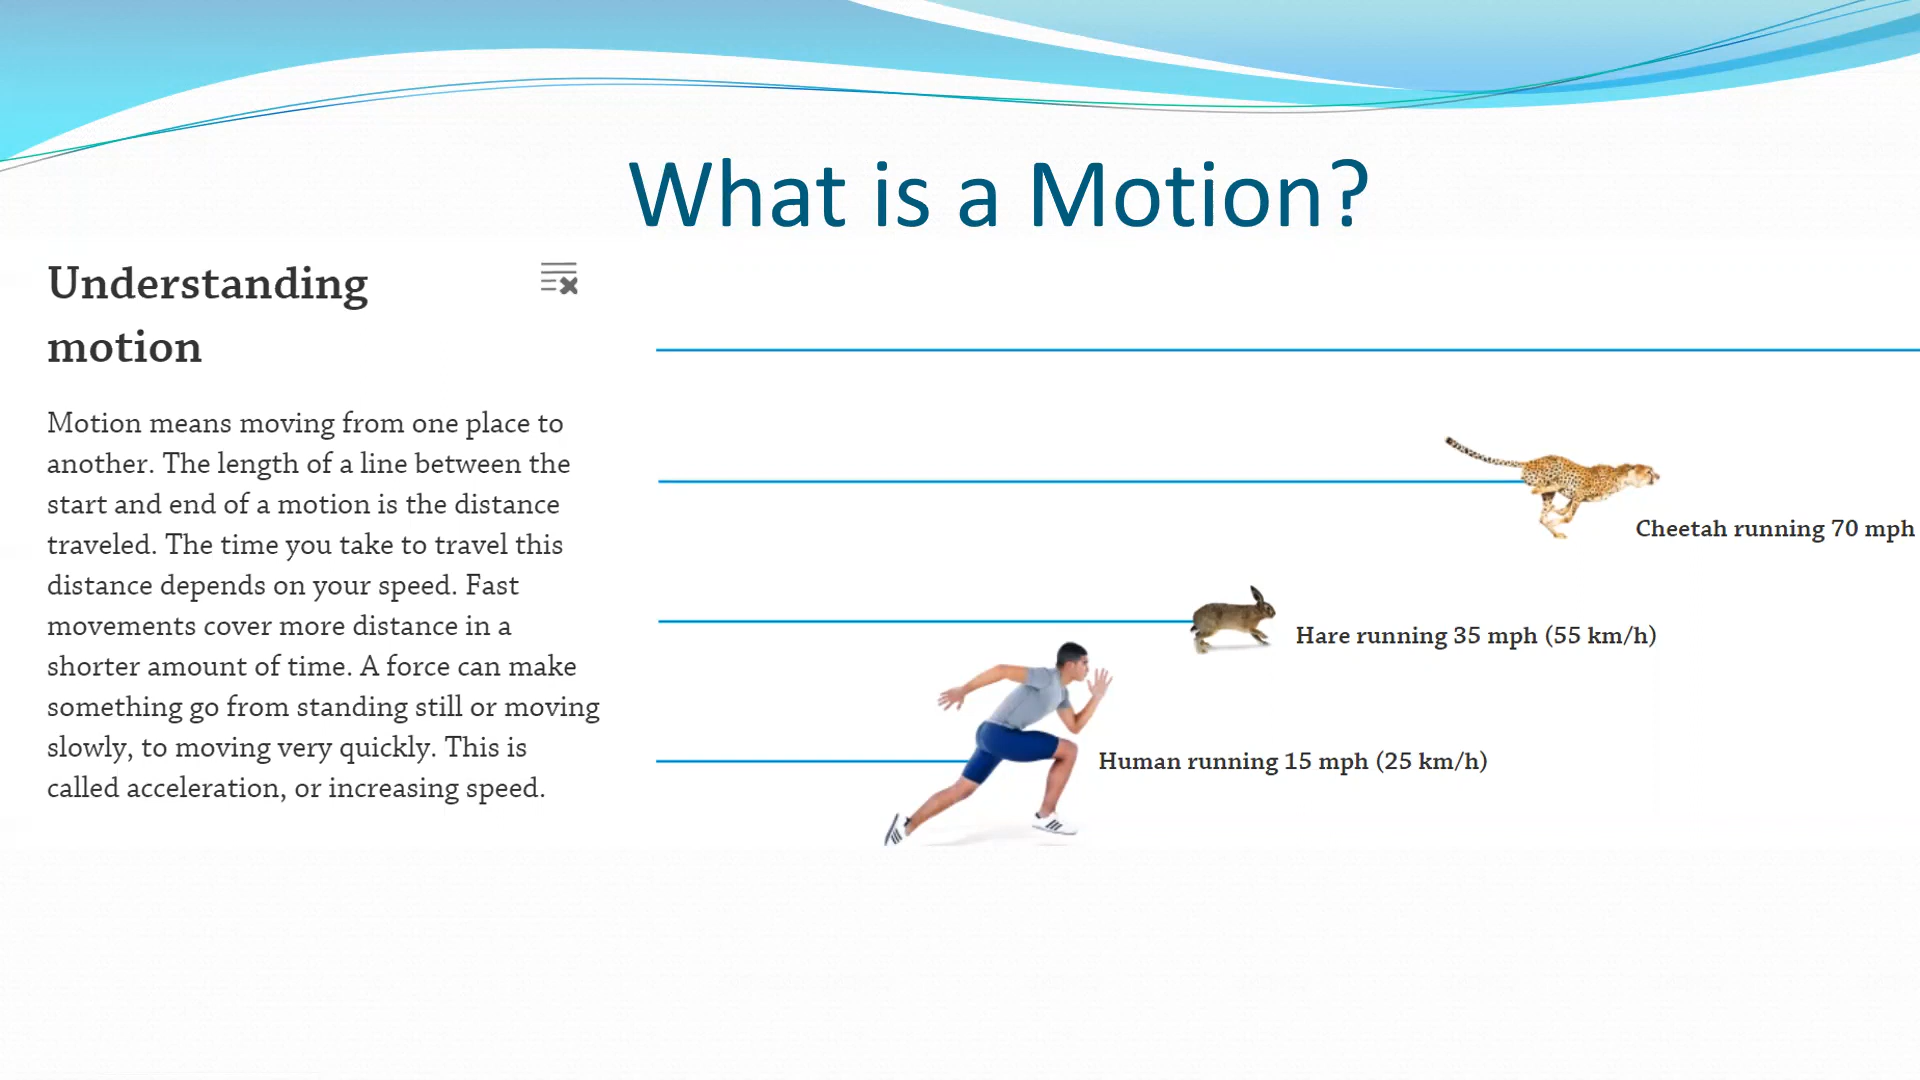 What is a Motion?
Understanding
motion
Motion means moving from one place to
another. The length of a line between the
start and end of a motion is the distance
traveled. The time you take to travel this
distance depends on your speed. Fast
movements cover more distance in a
shorter amount of time. A force can make
something go from standing still or moving
slowly, to moving very quickly. This is
called acceleration, or increasing speed.
Cheetah running 70 mph
Hare running 35 mph (55 km/h)
Human running 15 mph (25 km/h)